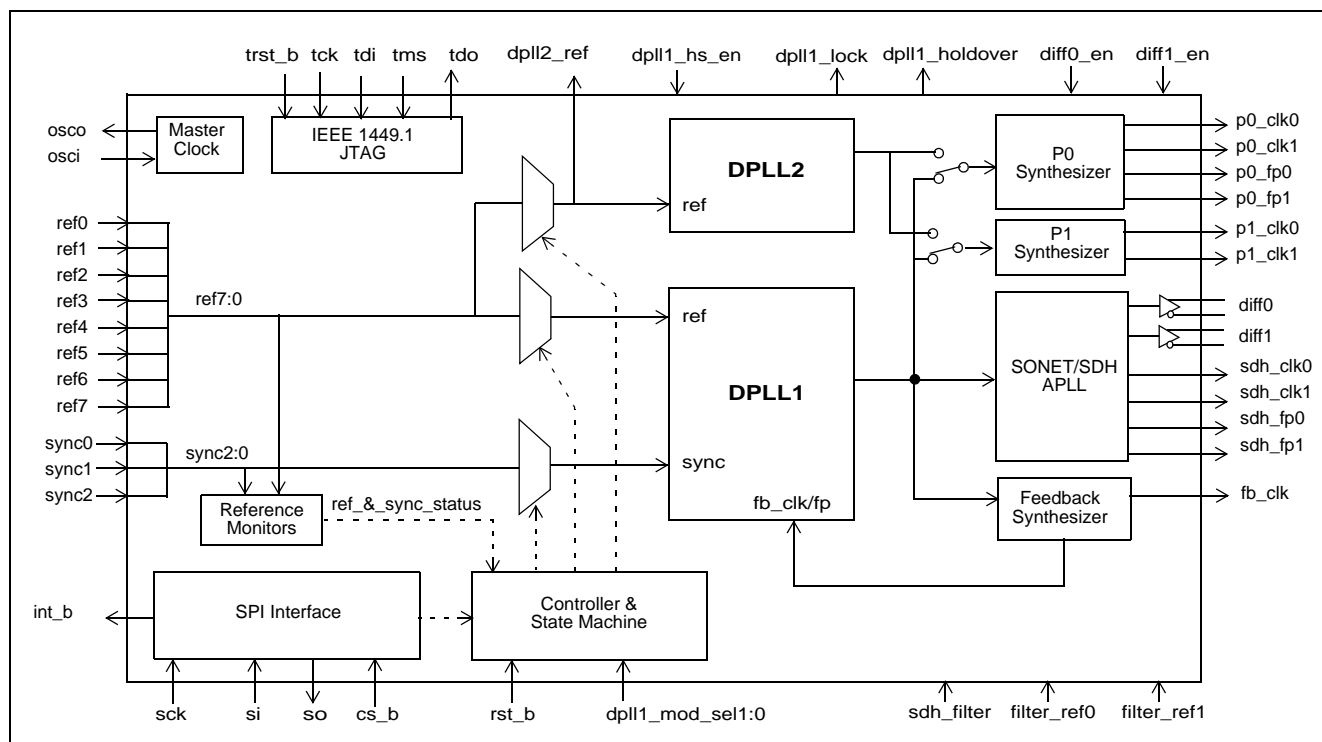 trst_b
tck
tdi
tms
tdo
dpll2_ref
dpll1_hs_en
dpll1_lock
dpll1_holdover
diff0_en
diff1_en
osco
osci
Master
Clock
IEEE 1449.1
JTAG
DPLL2
ref
P0
Synthesizer
p0_clk0
p0_clk1
p0_fp0
p0_fp1
P1
Synthesizer
p1_clk0
p1_clk1
ref0
ref1
ref2
ref3
ref4
ref5
ref6
ref7
ref7:0
ref
DPLL1
sync
fb_clk/fp
SONET/SDH
APLL
diff0
diff1
sdh_clk0
sdh_clk1
sdh_fp0
sdh_fp1
sync0
sync1
sync2
sync2:0
Reference
Monitors
ref_&_sync_status
Feedback
Synthesizer
fb_clk
int_b
SPI Interface
Controller &
State Machine
sck
si
so
cs_b
rst_b
dpll1_mod_sel1:0
sdh_filter
filter_ref0
filter_ref1